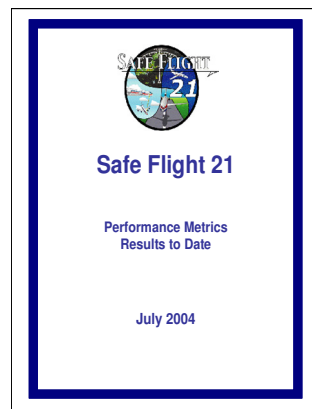 SAFE FLIGHT
21
Safe Flight 21
Performance Metrics
Results to Date
July 2004